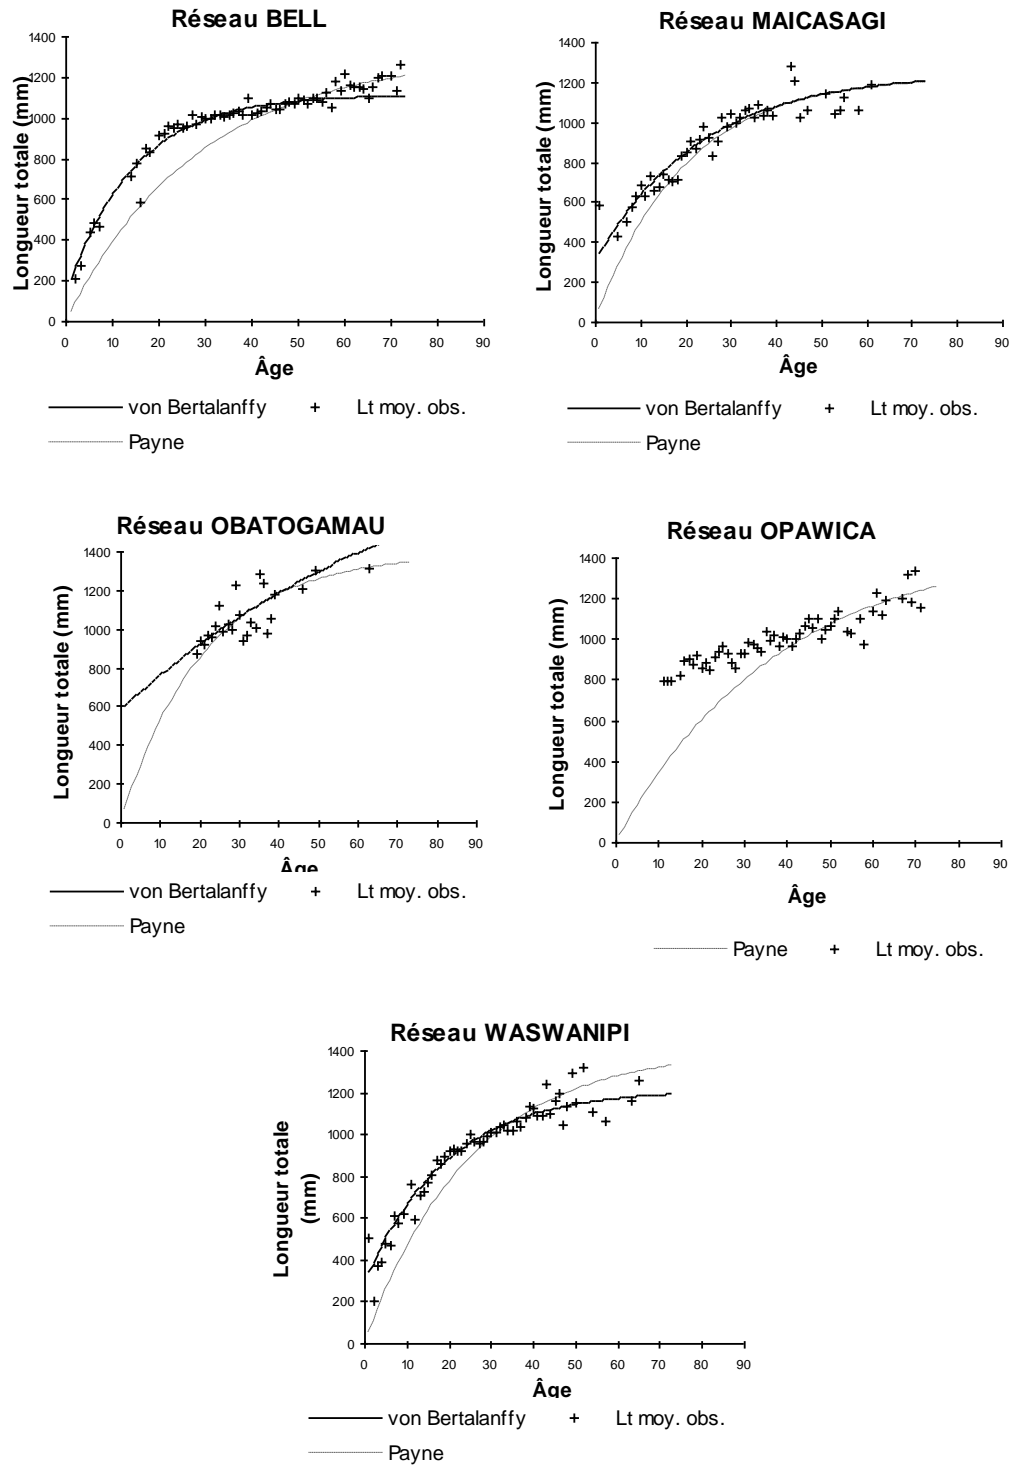 Réseau BELL
Longueur totale (mm)
1400
1200
1000
800
600
400
200
0
0 10 20 30 40 50 60 70 80 90
Âge
von Bertalanffy + Lt moy. obs.
Payne
Réseau MAICASAGI
Longueur totale (mm)
1400
1200
1000
800
600
400
200
0
0 10 20 30 40 50 60 70 80 90
Âge
von Bertalanffy + Lt moy. obs.
Payne
Réseau OBATOGAMAU
Longueur totale (mm)
1400
1200
1000
800
600
400
200
0
0 10 20 30 40 50 60 70 80 90
Âge
von Bertalanffy + Lt moy. obs.
Payne
Réseau OPAWICA
Longueur totale (mm)
1400
1200
1000
800
600
400
200
0
0 10 20 30 40 50 60 70 80 90
Âge
Payne + Lt moy. obs.
Réseau WASWANIPI
Longueur totale
(mm)
1400
1200
1000
800
600
400
200
0
0 10 20 30 40 50 60 70 80 90
Âge
von Bertalanffy + Lt moy. obs.
Payne